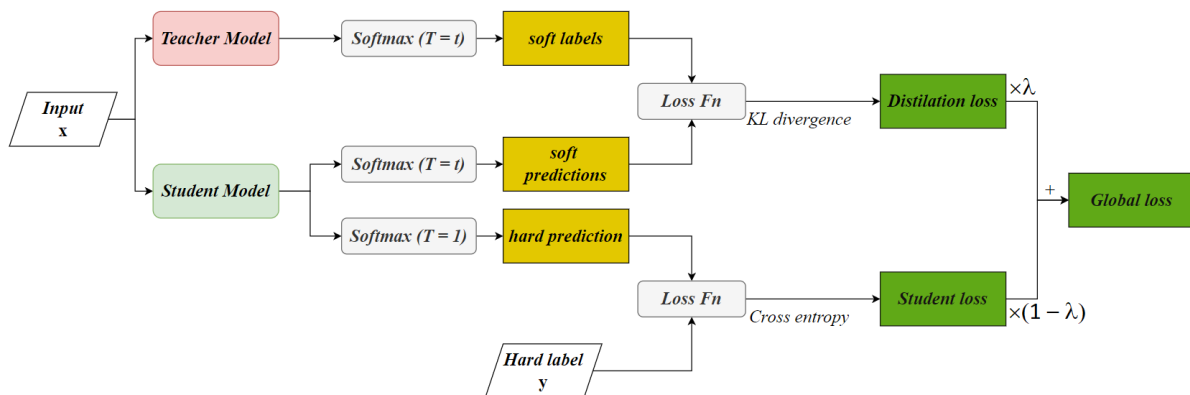 Teacher Model
Softmax (T = t)
soft labels
Input
x
Loss Fn
KL divergence
Distilation loss
×λ
Student Model
Softmax (T = t)
soft
predictions
+
Global loss
Softmax (T = 1)
hard prediction
Loss Fn
Cross entropy
Student loss
×(1 − λ)
Hard label
y